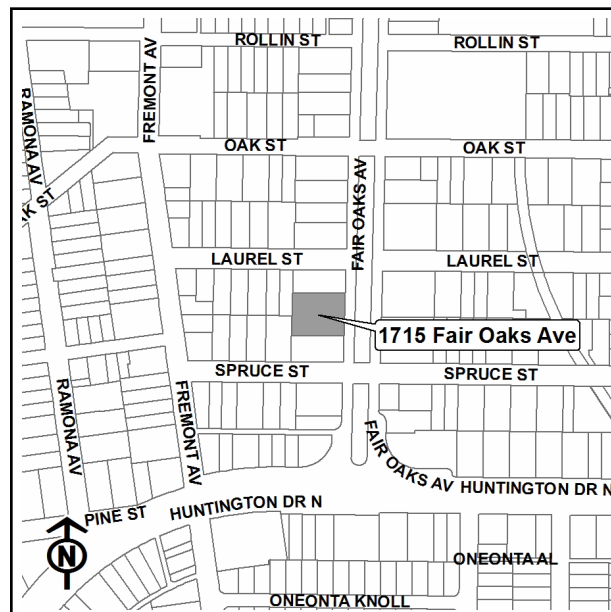 ROLLIN ST
ROLLIN ST
RAMONA AV
FREMONT AV
OAK ST
OAK ST
FAIR OAKS AV
OAK ST
LAUREL ST
LAUREL ST
1715 Fair Oaks Ave
SPRUCE ST
SPRUCE ST
RAMONA AV
FREMONT AV
FAIR OAKS AV
HUNTINGTON DR N
PINE ST
HUNTINGTON DR N
N
ONEONTA AL
ONEONTA KNOLL